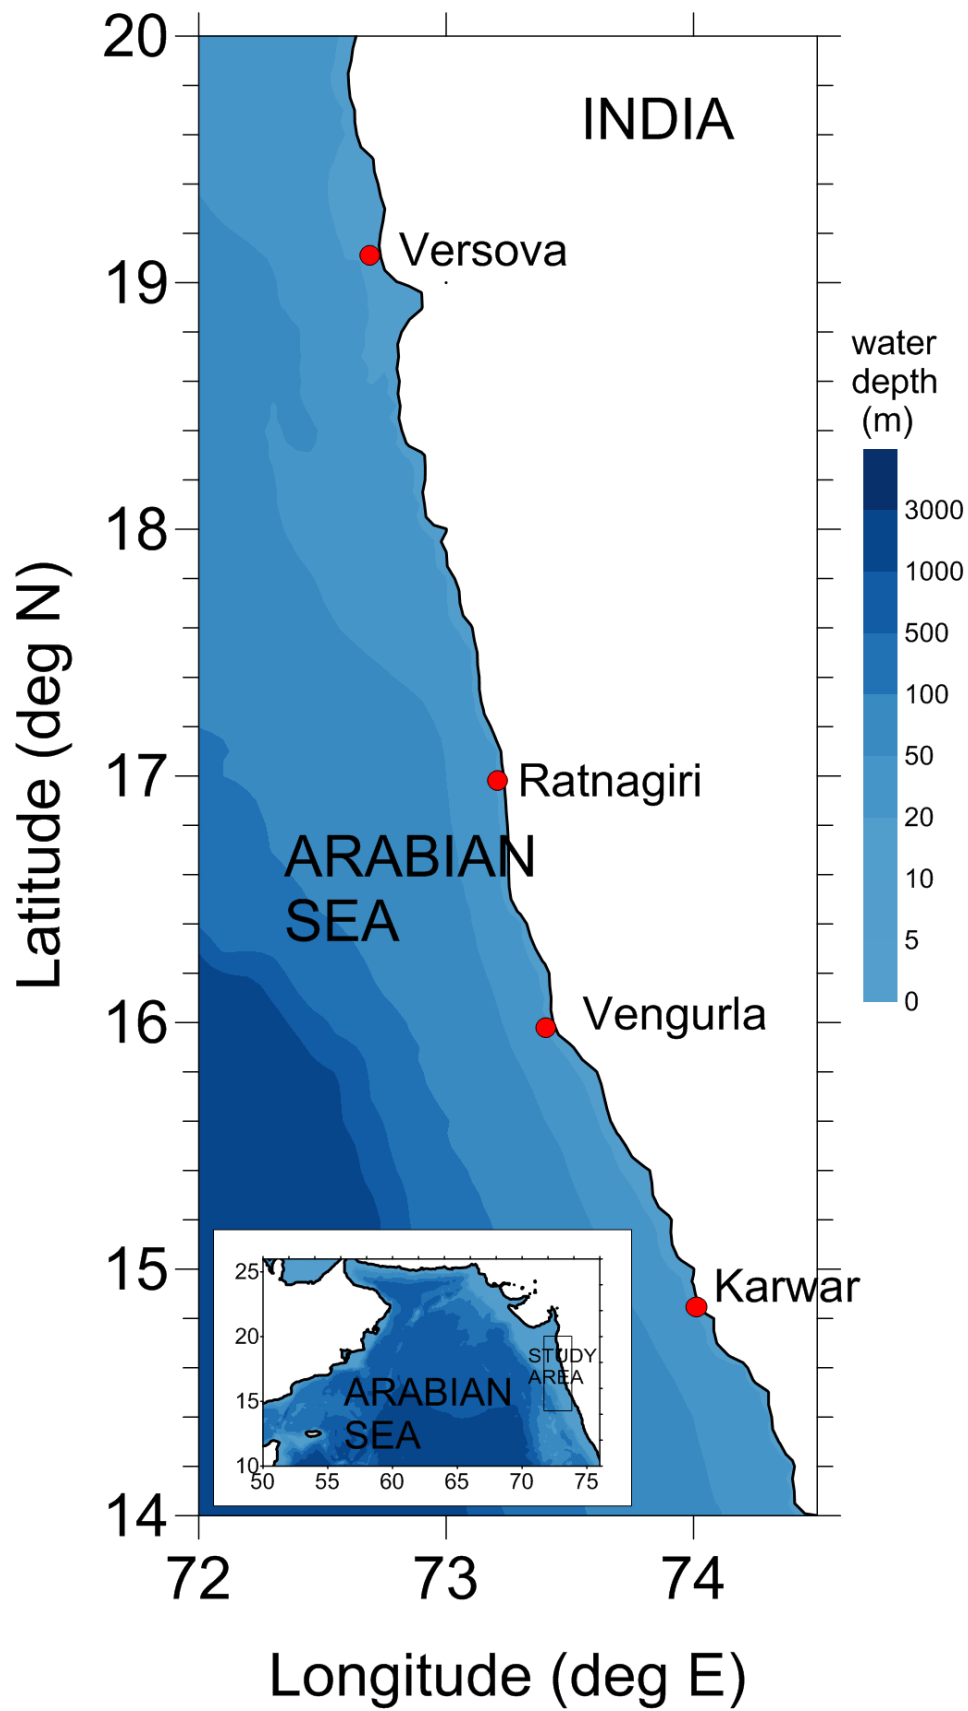 20
INDIA
Versova
19
water
depth
(m)
3000
1000
500
100
50
20
10
5
0
18
17
Ratnagiri
ARABIAN
SEA
16
Vengurla
15
Karwar
14
72
73
74
Latitude (deg N)
Longitude (deg E)
25
20
15
10
50
55
60
65
70
75
STUDY
AREA
ARABIAN
SEA